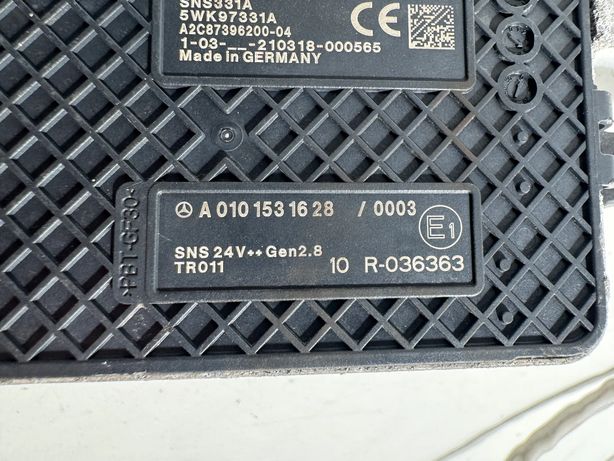 SNS331A
5WK97331A
A2C87396200-04
1-03-__-210318-000565
Made in GERMANY
CE
A 010 153 16 28 / 0003
E1
SNS 24V++ Gen2.8
TR011
10 R-036363
>PBT-GF30<